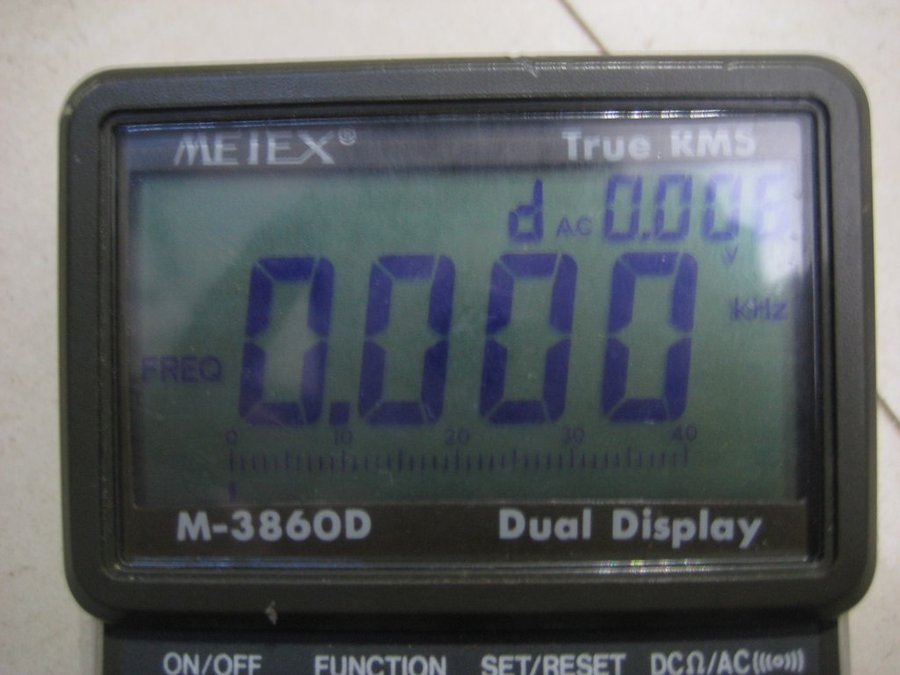 METEX® True RMS
d AC 0.006
V
0.000 KHz
FREQ
0 10 20 30 40
M-3860D Dual Display
ON/OFF FUNCTION SET/RESET DCΩ/AC(((o)))